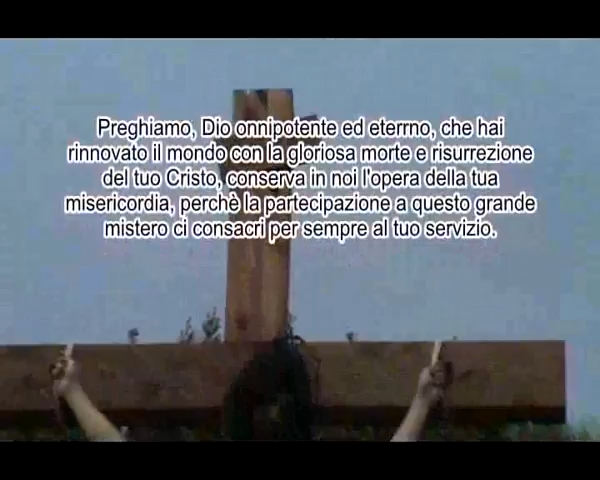 Preghiamo, Dio onnipotente ed eterrno, che hai
rinnovato il mondo con la gloriosa morte e risurrezione
del tuo Cristo, conserva in noi l'opera della tua
misericordia, perchè la partecipazione a questo grande
mistero ci consacri per sempre al tuo servizio.